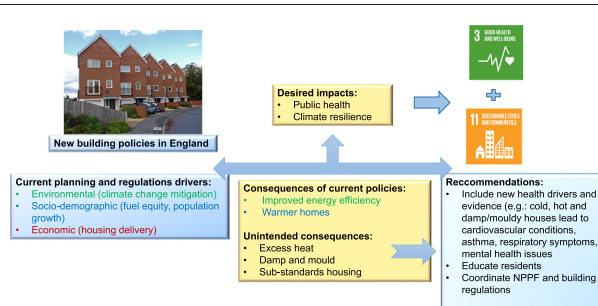 3 GOOD HEALTH
AND WELL-BEING
11 SUSTAINABLE CITIES
AND COMMUNITIES
Desired impacts:
• Public health
• Climate resilience
New building policies in England
Current planning and regulations drivers:
• Environmental (climate change mitigation)
• Socio-demographic (fuel equity, population
growth)
• Economic (housing delivery)
Consequences of current policies:
• Improved energy efficiency
• Warmer homes
Unintended consequences:
• Excess heat
• Damp and mould
• Sub-standards housing
Reccommendations:
• Include new health drivers and
evidence (e.g.: cold, hot and
damp/mouldy houses lead to
cardiovascular conditions,
asthma, respiratory symptoms,
mental health issues
• Educate residents
• Coordinate NPPF and building
regulations